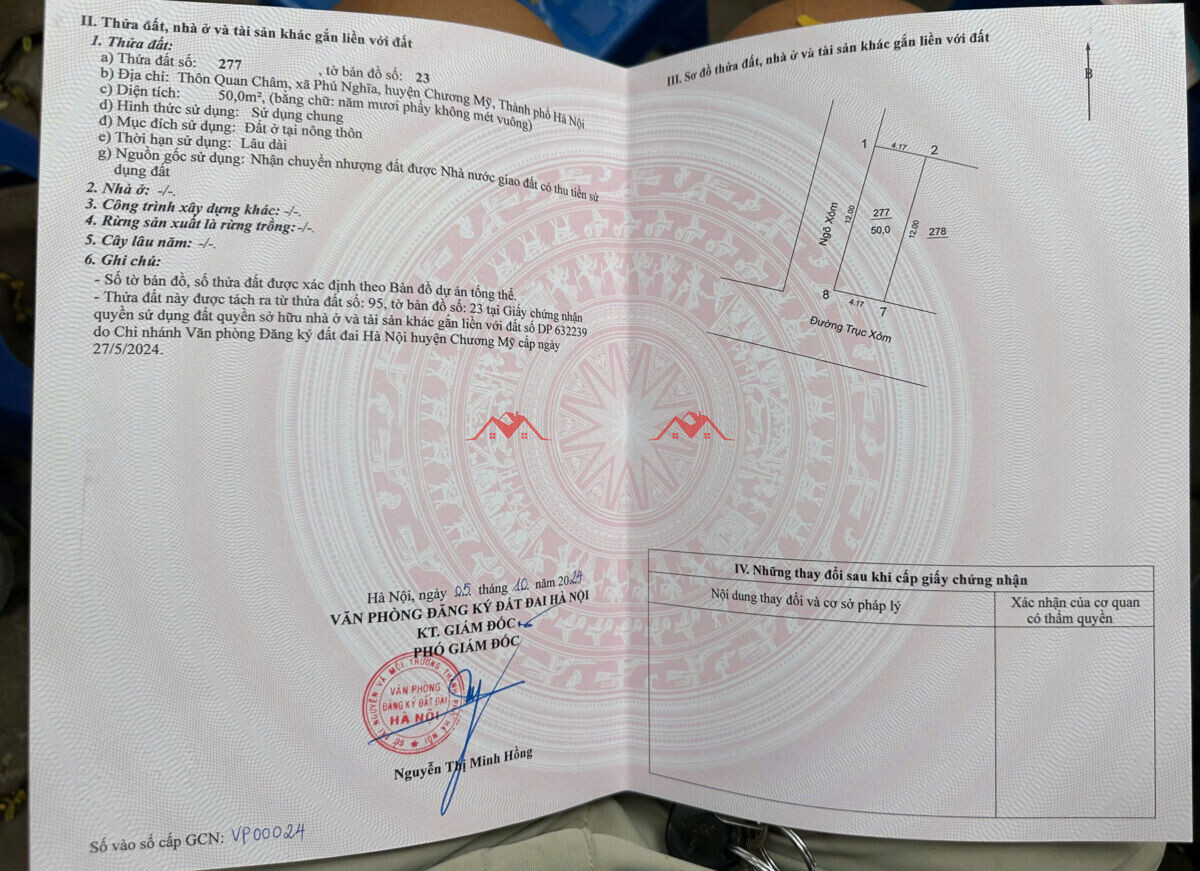 II. Thửa đất, nhà ở và tài sản khác gắn liền với đất
1. Thửa đất:
a) Thửa đất số: 277 , tờ bản đồ số: 23
b) Địa chỉ: Thôn Quan Châm, xã Phú Nghĩa, huyện Chương Mỹ, Thành phố Hà Nội
c) Diện tích: 50,0m², (bằng chữ: năm mươi phẩy không mét vuông)
d) Hình thức sử dụng: Sử dụng chung
đ) Mục đích sử dụng: Đất ở tại nông thôn
e) Thời hạn sử dụng: Lâu dài
g) Nguồn gốc sử dụng: Nhận chuyển nhượng đất được Nhà nước giao đất có thu tiền sử
dụng đất
2. Nhà ở: -/-.
3. Công trình xây dựng khác: -/-.
4. Rừng sản xuất là rừng trồng:-/-.
5. Cây lâu năm: -/-.
6. Ghi chú:
- Số tờ bản đồ, số thửa đất được xác định theo Bản đồ dự án tổng thể.
- Thửa đất này được tách ra từ thửa đất số: 95, tờ bản đồ số: 23 tại Giấy chứng nhận
quyền sử dụng đất quyền sở hữu nhà ở và tài sản khác gắn liền với đất số DP 632239
do Chi nhánh Văn phòng Đăng ký đất đai Hà Nội huyện Chương Mỹ cấp ngày
27/5/2024.
Hà Nội, ngày 05 tháng 10 năm 2024
VĂN PHÒNG ĐĂNG KÝ ĐẤT ĐAI HÀ NỘI
KT. GIÁM ĐỐC
PHÓ GIÁM ĐỐC
SỞ TÀI NGUYÊN VÀ MÔI TRƯỜNG THÀNH PHỐ HÀ NỘI
VĂN PHÒNG
ĐĂNG KÝ ĐẤT ĐAI
HÀ NỘI
Nguyễn Thị Minh Hồng
Số vào sổ cấp GCN: VP00024
III. Sơ đồ thửa đất, nhà ở và tài sản khác gắn liền với đất
B
1
4.17
2
Ngõ Xóm
12.00
277
50,0
12.00
278
8
4.17
7
Đường Trục Xóm
IV. Những thay đổi sau khi cấp giấy chứng nhận
Nội dung thay đổi và cơ sở pháp lý
Xác nhận của cơ quan
có thẩm quyền